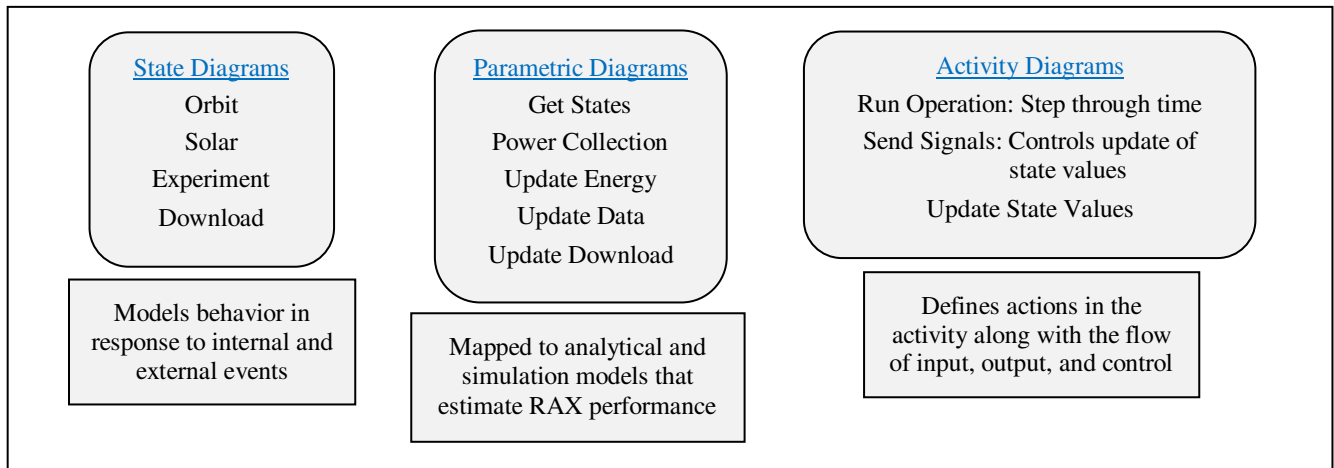 State Diagrams
Orbit
Solar
Experiment
Download
Models behavior in
response to internal and
external events
Parametric Diagrams
Get States
Power Collection
Update Energy
Update Data
Update Download
Mapped to analytical and
simulation models that
estimate RAX performance
Activity Diagrams
Run Operation: Step through time
Send Signals: Controls update of
state values
Update State Values
Defines actions in the
activity along with the flow
of input, output, and control